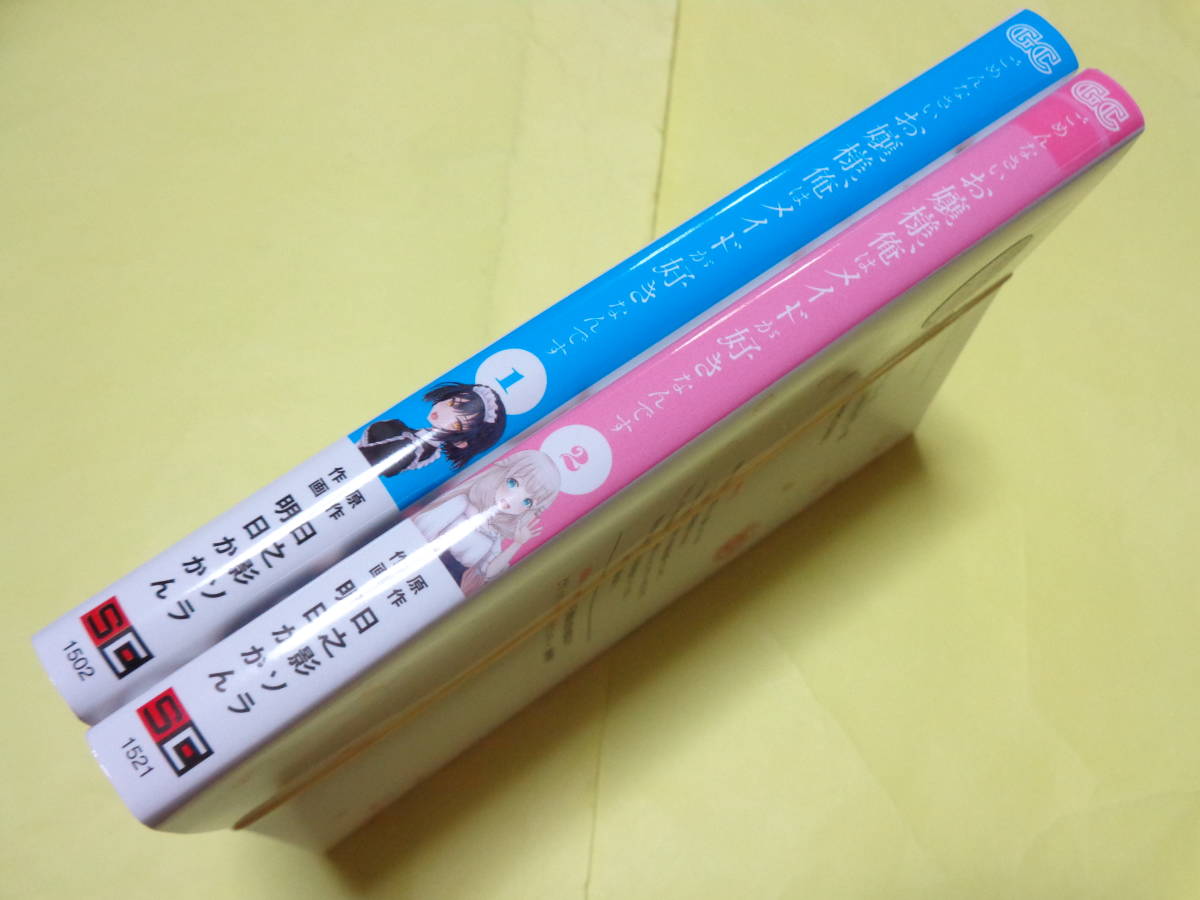 GC
ごめんなさいお嬢様、俺はメイドが好きなんです
1
原作 日之影ソラ
作画 明日かかん
1502
GC
ごめんなさいお嬢様、俺はメイドが好きなんです
2
原作 日之影ソラ
作画 明日かかん
1521